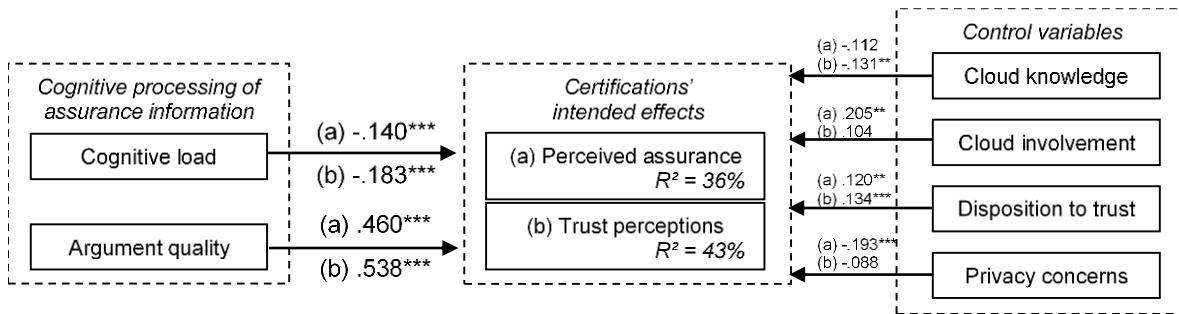 Cognitive processing of
assurance information
Cognitive load
Argument quality
(a) -.140***
(b) -.183***
(a) .460***
(b) .538***
Certifications'
intended effects
(a) Perceived assurance
R² = 36%
(b) Trust perceptions
R² = 43%
(a) -.112
(b) -.131**
(a) .205**
(b) .104
(a) .120**
(b) .134***
(a) -.193***
(b) -.088
Control variables
Cloud knowledge
Cloud involvement
Disposition to trust
Privacy concerns